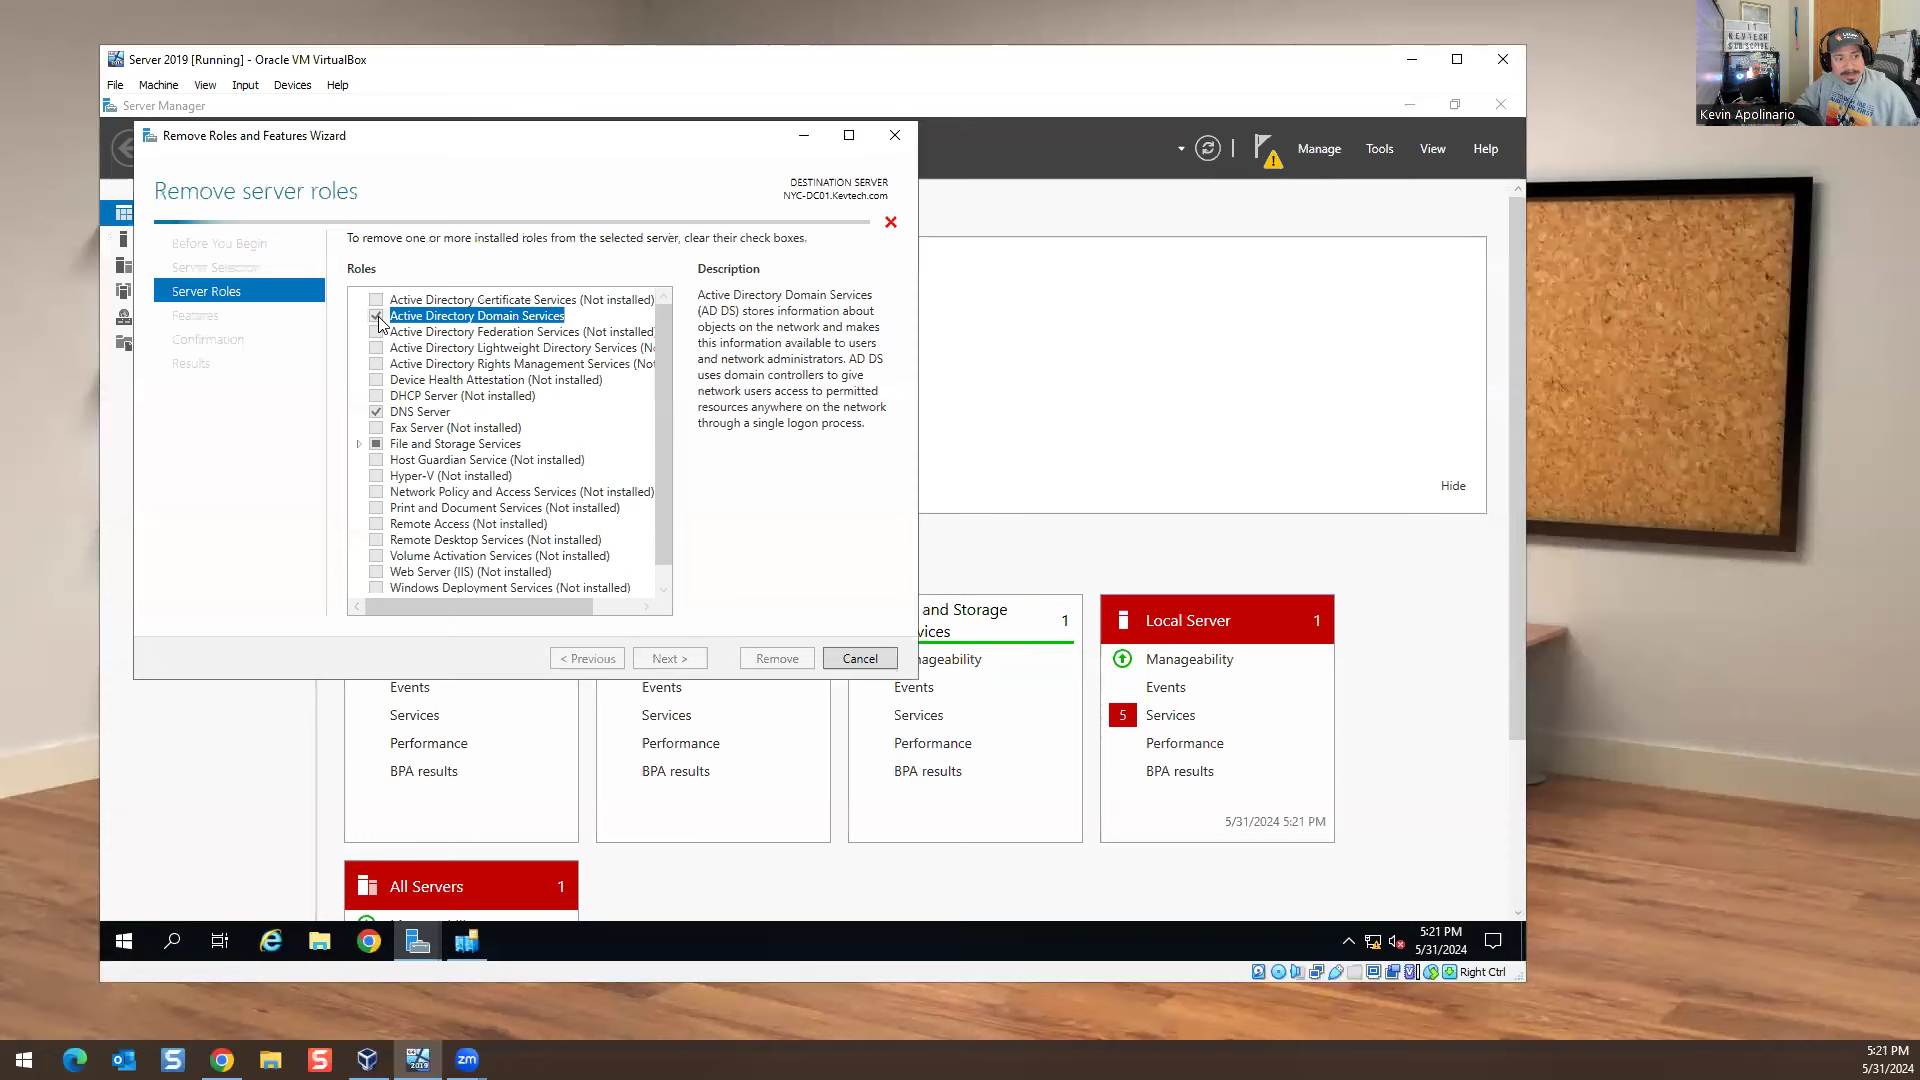 IT
KEVTECH
SUBSCRIBE
Kevin Apolinario
Server 2019 [Running] - Oracle VM VirtualBox
File Machine View Input Devices Help
Server Manager
Remove Roles and Features Wizard
Manage Tools View Help
Remove server roles
DESTINATION SERVER
NYC-DC01.Kevtech.com
Before You Begin
Server Selection
Server Roles
Features
Confirmation
Results
To remove one or more installed roles from the selected server, clear their check boxes.
Roles
Active Directory Certificate Services (Not installed)
Active Directory Domain Services
Active Directory Federation Services (Not installed)
Active Directory Lightweight Directory Services (No
Active Directory Rights Management Services (Not
Device Health Attestation (Not installed)
DHCP Server (Not installed)
DNS Server
Fax Server (Not installed)
File and Storage Services
Host Guardian Service (Not installed)
Hyper-V (Not installed)
Network Policy and Access Services (Not installed)
Print and Document Services (Not installed)
Remote Access (Not installed)
Remote Desktop Services (Not installed)
Volume Activation Services (Not installed)
Web Server (IIS) (Not installed)
Windows Deployment Services (Not installed)
Description
Active Directory Domain Services
(AD DS) stores information about
objects on the network and makes
this information available to users
and network administrators. AD DS
uses domain controllers to give
network users access to permitted
resources anywhere on the network
through a single logon process.
< Previous Next > Remove Cancel
Hide
Events
Services
Performance
BPA results
Events
Services
Performance
BPA results
and Storage
vices
1
nageability
Events
Services
Performance
BPA results
Local Server 1
Manageability
Events
5 Services
Performance
BPA results
5/31/2024 5:21 PM
All Servers 1
5:21 PM
5/31/2024
Right Ctrl
2019
zm
5:21 PM
5/31/2024